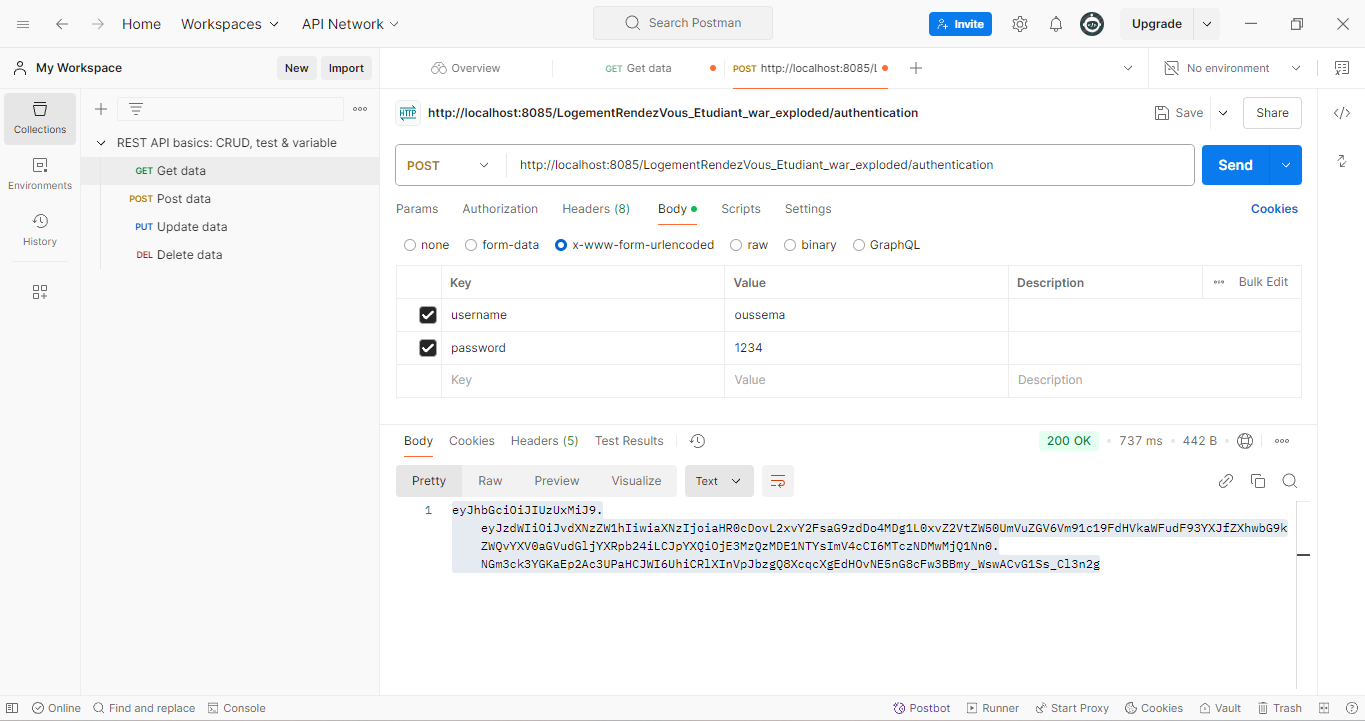 Home Workspaces API Network Search Postman Invite Upgrade
My Workspace New Import Overview GET Get data POST http://localhost:8085/L No environment
Collections
Environments
History
REST API basics: CRUD, test & variable
GET Get data
POST Post data
PUT Update data
DEL Delete data
HTTP http://localhost:8085/LogementRendezVous_Etudiant_war_exploded/authentication Save Share
POST http://localhost:8085/LogementRendezVous_Etudiant_war_exploded/authentication Send
Params Authorization Headers (8) Body Scripts Settings Cookies
none form-data x-www-form-urlencoded raw binary GraphQL
Key Value Description Bulk Edit
username oussema
password 1234
Key Value Description
Body Cookies Headers (5) Test Results 200 OK 737 ms 442 B
Pretty Raw Preview Visualize Text
1 eyJhbGciOiJIUzUxMiJ9.
eyJzdWIiOiJvdXNzZW1hIiwiaXNzIjoiaHR0cDovL2xvY2FsaG9zdDo4MDg1L0xvZ2VtZW50UmVuZGV6Vm91c19FdHVkaWFudF93YXJfZXhwbG9k
ZWQvYXV0aGVudGljYXRpb24iLCJpYXQiOjE3MzQzMDE1NTYsImV4cCI6MTczNDMwMjQ1Nn0.
NGm3ck3YGKaEp2Ac3UPaHCJWI6UhiCRlXInVpJbzgQ8XcqcXgEdHOvNE5nG8cFw3BBmy_WswACvG1Ss_Cl3n2g
Online Find and replace Console Postbot Runner Start Proxy Cookies Vault Trash